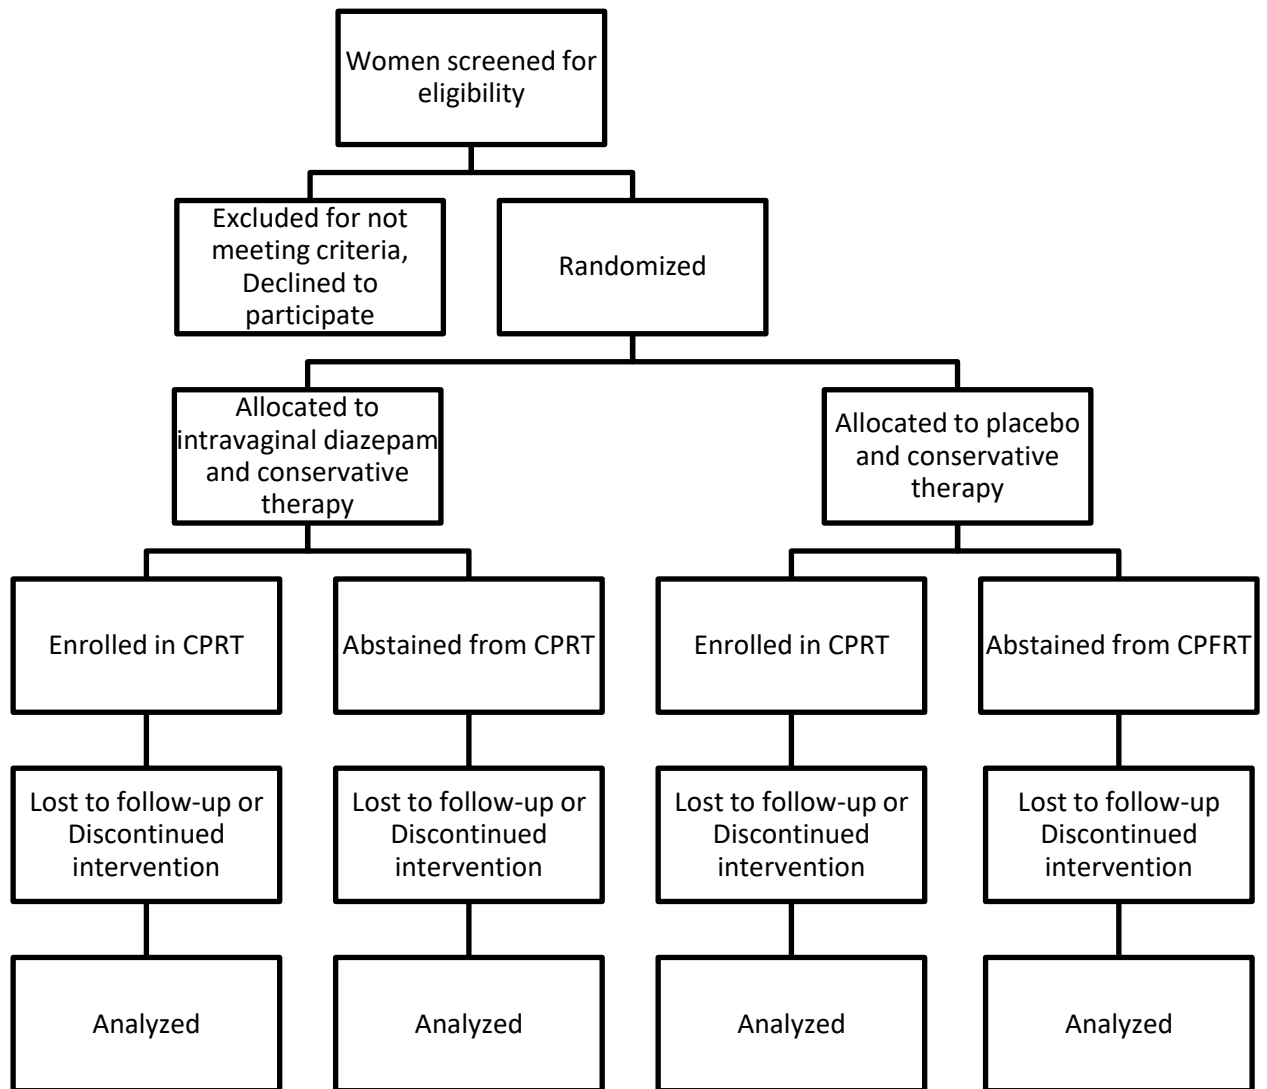 Women screened for
eligibility
Excluded for not
meeting criteria,
Declined to
participate
Randomized
Allocated to
intravaginal diazepam
and conservative
therapy
Allocated to placebo
and conservative
therapy
Enrolled in CPRT
Abstained from CPRT
Enrolled in CPRT
Abstained from CPFRT
Lost to follow-up or
Discontinued
intervention
Lost to follow-up or
Discontinued
intervention
Lost to follow-up or
Discontinued
intervention
Lost to follow-up
Discontinued
intervention
Analyzed
Analyzed
Analyzed
Analyzed